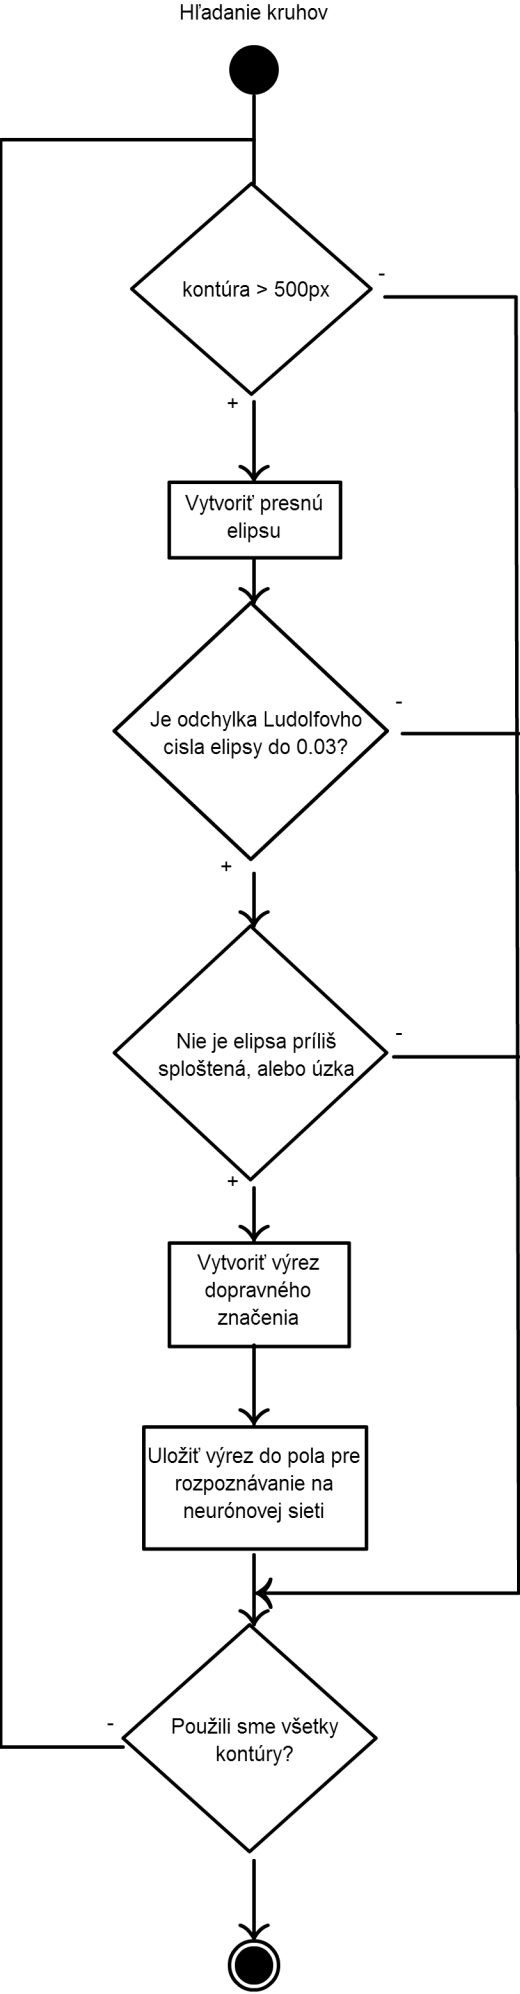 Hľadanie kruhov
kontúra > 500px
-
+
Vytvoriť presnú
elipsu
-
Je odchylka Ludolfovho
cisla elipsy do 0.03?
+
-
Nie je elipsa príliš
sploštená, alebo úzka
+
Vytvoriť výrez
dopravného
značenia
Uložiť výrez do pola pre
rozpoznávanie na
neurónovej sieti
-
Použili sme všetky
kontúry?